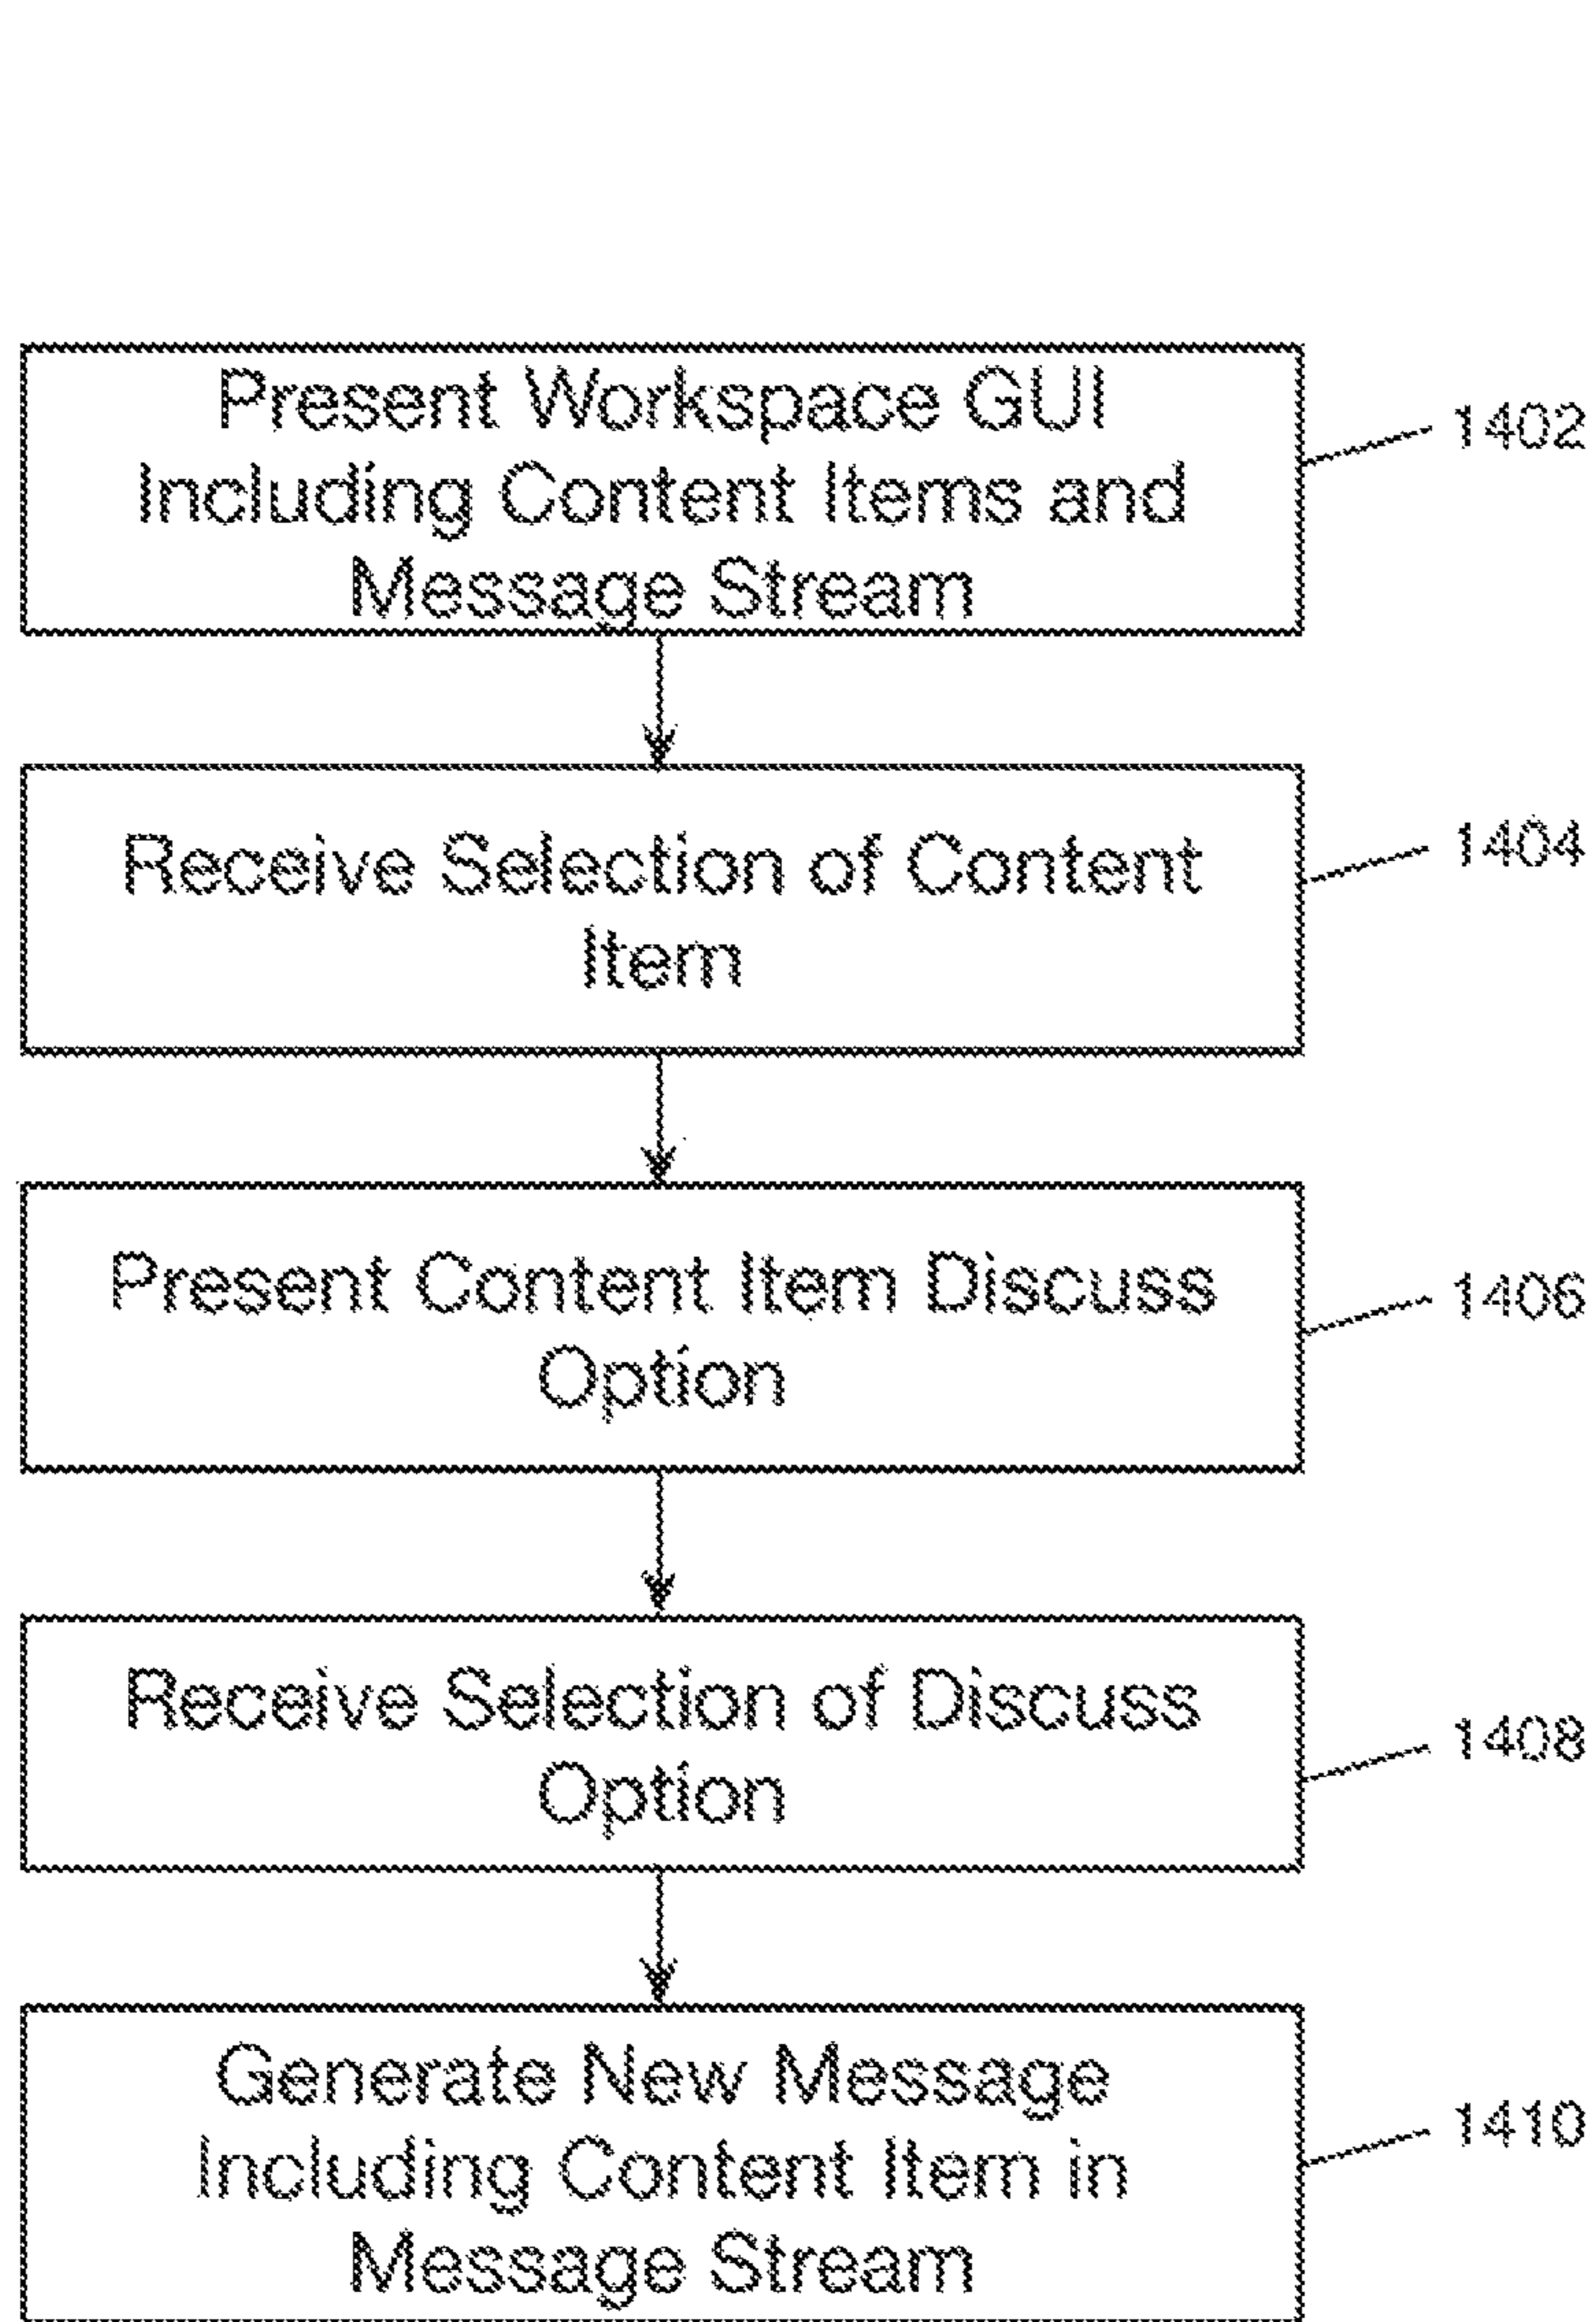 Present Workspace GUI
Including Content Items and
Message Stream
1402
Receive Selection of Content
Item
1404
Present Content Item Discuss
Option
1406
Receive Selection of Discuss
Option
1408
Generate New Message
Including Content Item in
Message Stream
1410